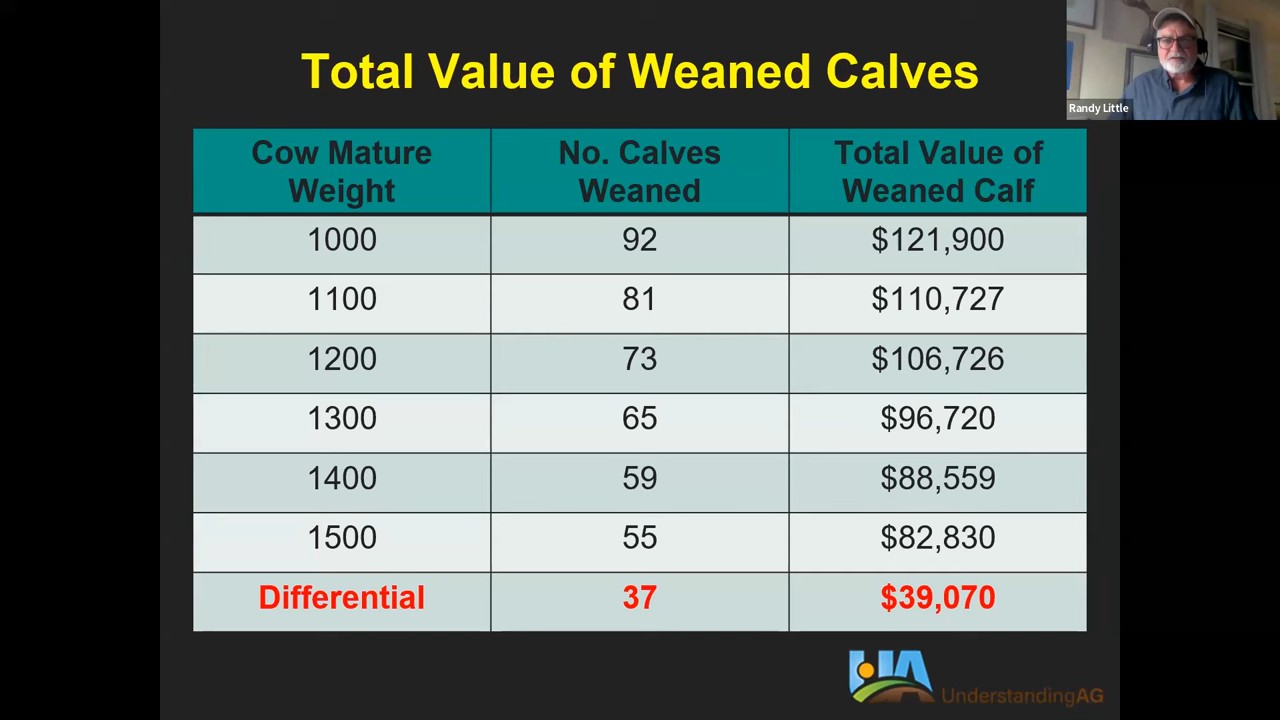 Total Value of Weaned Calves
Randy Little
Cow Mature Weight
No. Calves Weaned
Total Value of Weaned Calf
1000 92 $121,900
1100 81 $110,727
1200 73 $106,726
1300 65 $96,720
1400 59 $88,559
1500 55 $82,830
Differential 37 $39,070
UA
UnderstandingAG